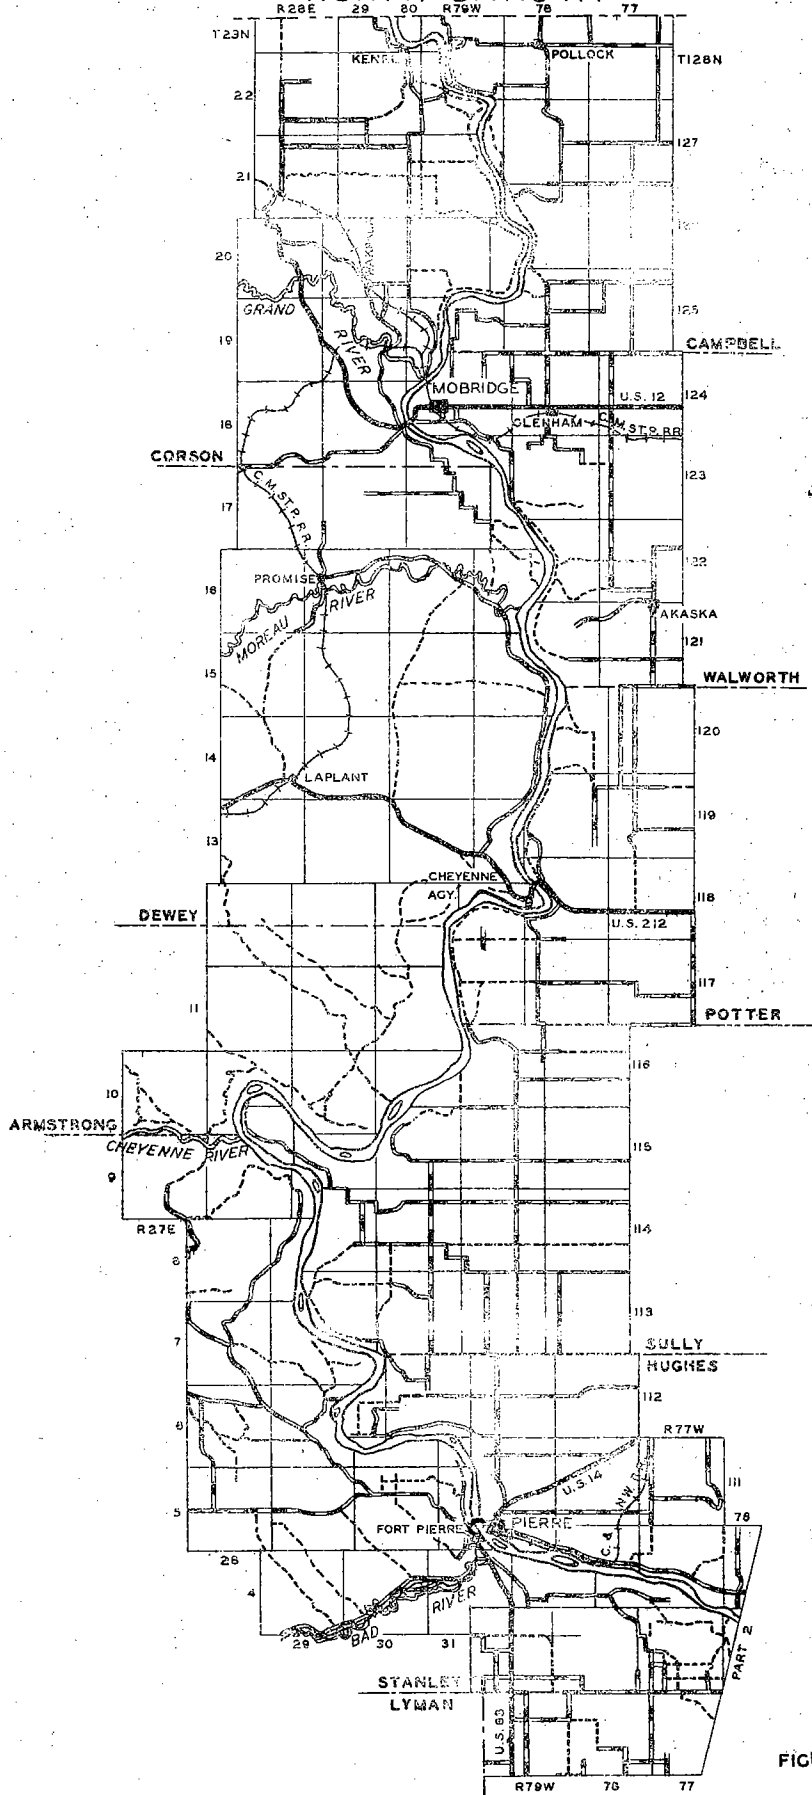 R28E 29 80 R79W 78 77
T23N
KENEL
POLLOCK
T128N
22
127
21
20
GRAND
RIVER
125
19
CAMPBELL
MOBRIDGE
U.S. 12
124
18
GLENHAM
C.M.ST.P.RR.
CORSON
123
C.M.ST.P.R.R.
17
122
PROMISE
16
MOREAU
RIVER
AKASKA
121
15
WALWORTH
120
14
LAPLANT
119
13
CHEYENNE
AGY.
118
DEWEY
U.S. 212
117
11
POTTER
116
10
ARMSTRONG
CHEYENNE RIVER
115
9
R27E
114
8
113
7
SULLY
HUGHES
112
6
R77W
U.S. 14
111
C. & N.W.
5
FORT PIERRE
PIERRE
76
28
4
RIVER
BAD
29 30 31
PART 2
STANLEY
LYMAN
U.S. 83
FIGU
R79W 78 77